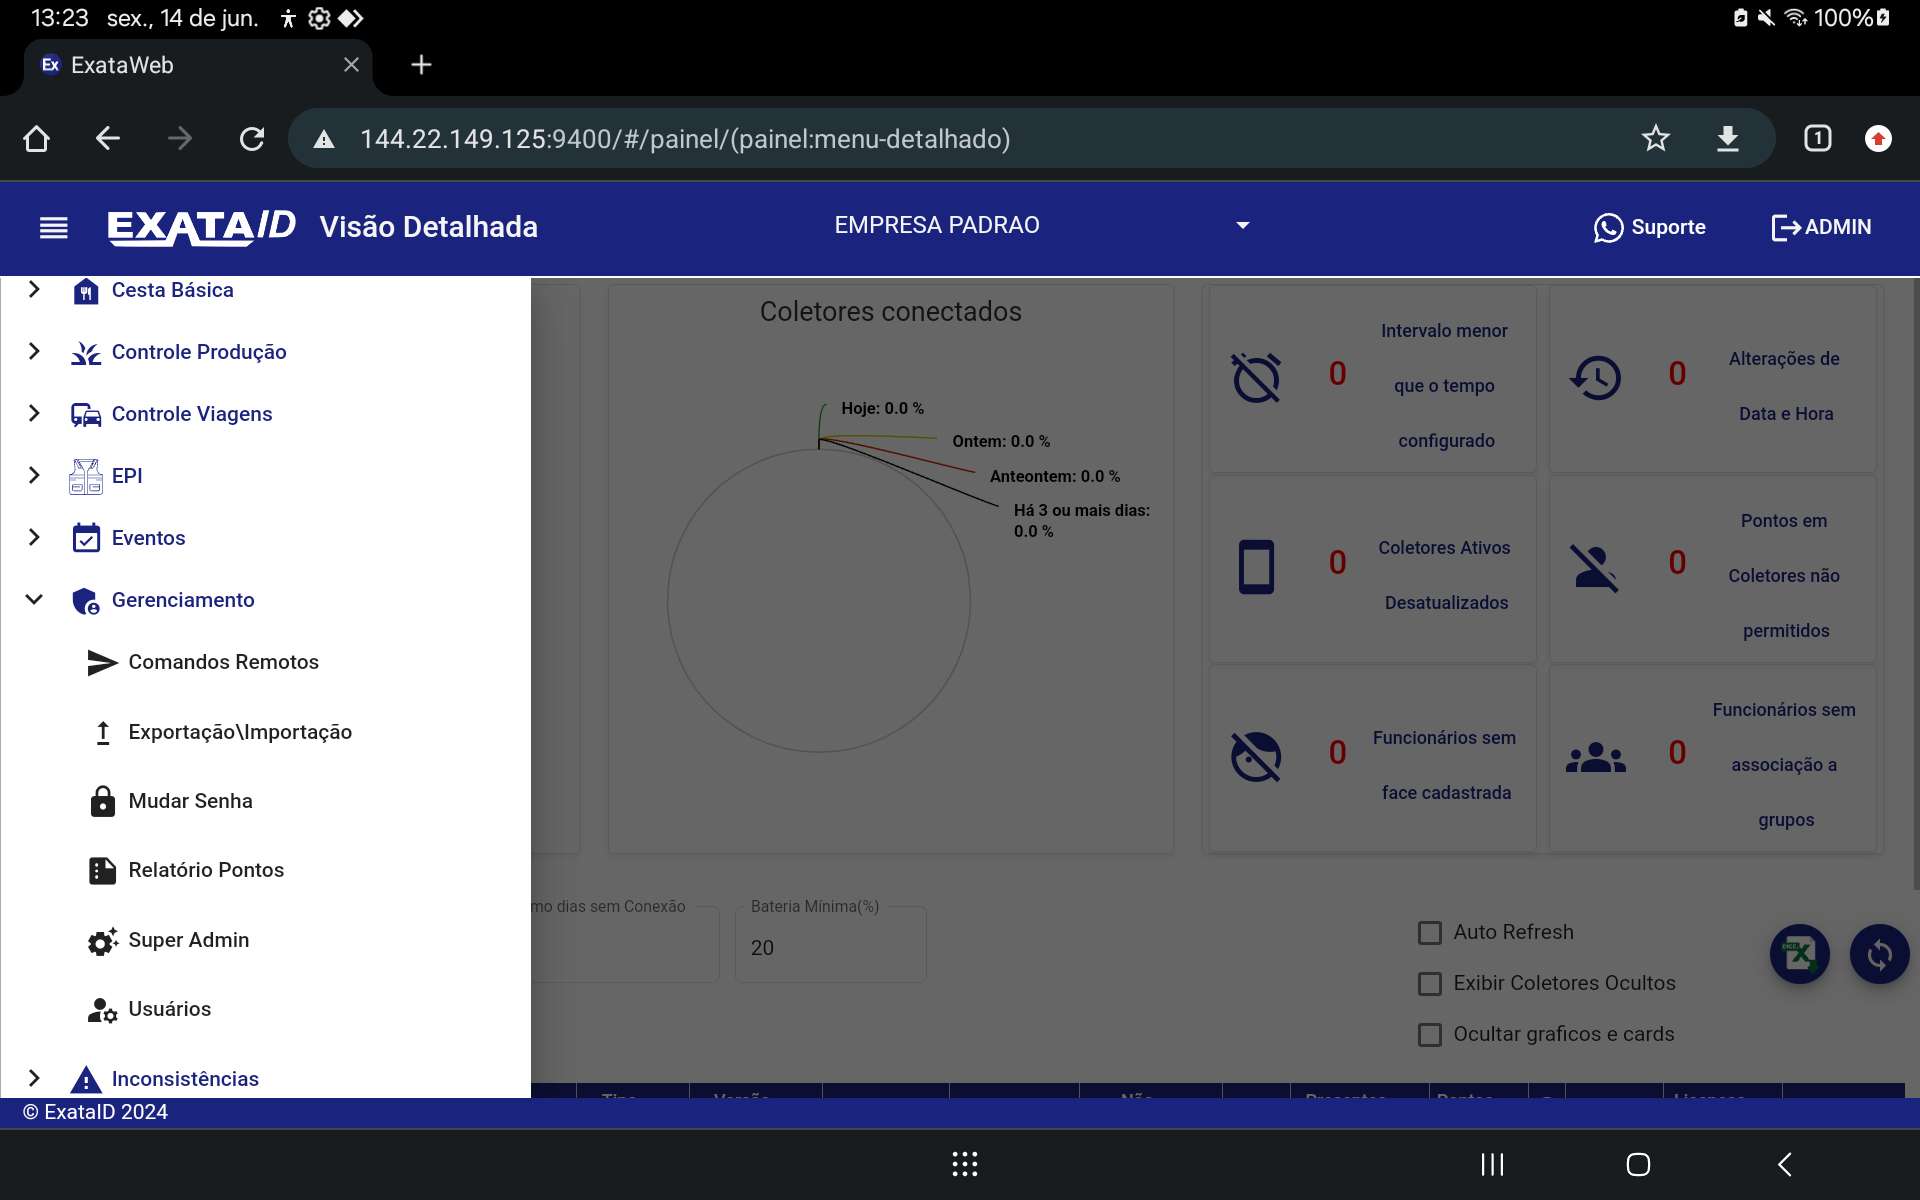 13:23 sex., 14 de jun. 100%
Ex ExataWeb
144.22.149.125:9400/#/painel/(painel:menu-detalhado) 1
EXATAID Visão Detalhada EMPRESA PADRAO Suporte ADMIN
Cesta Básica
Controle Produção
Controle Viagens
EPI
Eventos
Gerenciamento
Comandos Remotos
Exportação\Importação
Mudar Senha
Relatório Pontos
Super Admin
Usuários
Inconsistências
Coletores conectados
Hoje: 0.0 %
Ontem: 0.0 %
Anteontem: 0.0 %
Há 3 ou mais dias:
0.0 %
0 Intervalo menor
que o tempo
configurado
0 Alterações de
Data e Hora
0 Coletores Ativos
Desatualizados
0 Pontos em
Coletores não
permitidos
0 Funcionários sem
face cadastrada
0 Funcionários sem
associação a
grupos
mo dias sem Conexão
Bateria Mínima(%)
20
Auto Refresh
Exibir Coletores Ocultos
Ocultar graficos e cards
© ExataID 2024